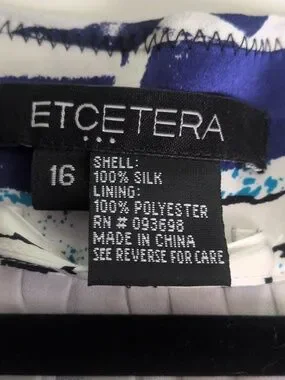 ETCETERA
16
SHELL:
100% SILK
LINING:
100% POLYESTER
RN # 093698
MADE IN CHINA
SEE REVERSE FOR CARE